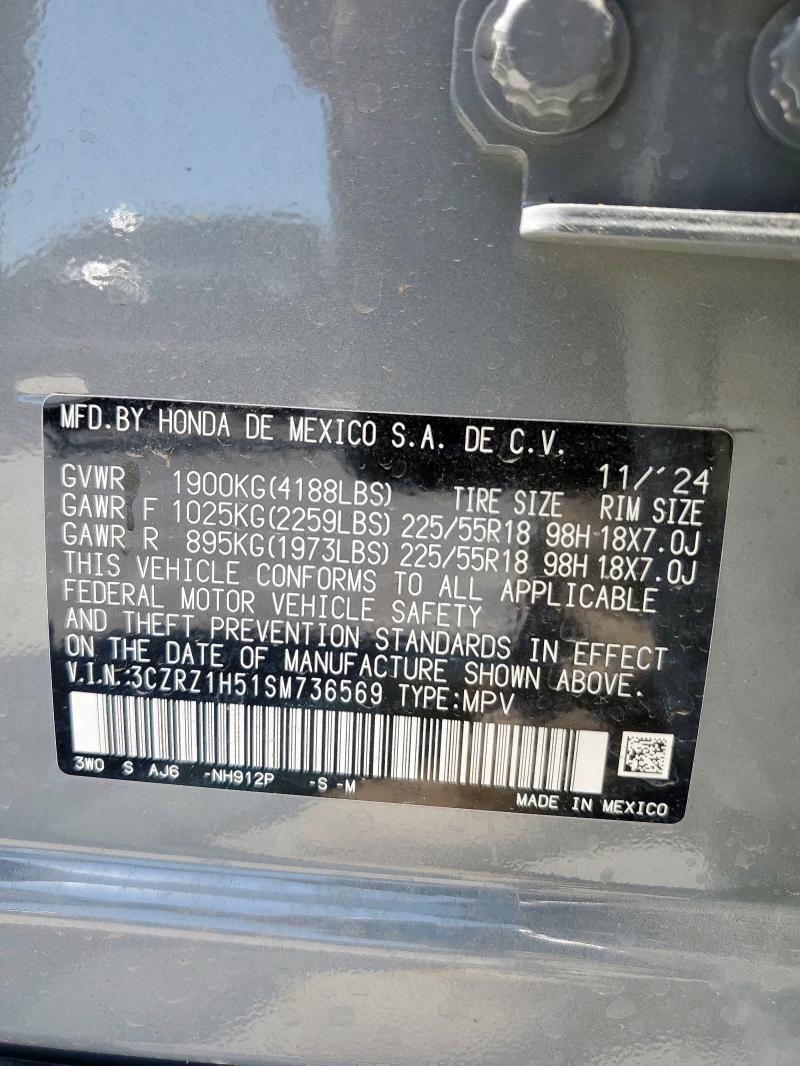 MFD.BY HONDA DE MEXICO S.A. DE C.V.
11/'24
GVWR 1900KG(4188LBS) TIRE SIZE RIM SIZE
GAWR F 1025KG(2259LBS) 225/55R18 98H 18X7.0J
GAWR R 895KG(1973LBS) 225/55R18 98H 18X7.0J
THIS VEHICLE CONFORMS TO ALL APPLICABLE
FEDERAL MOTOR VEHICLE SAFETY
AND THEFT PREVENTION STANDARDS IN EFFECT
ON THE DATE OF MANUFACTURE SHOWN ABOVE.
V.I.N.:3CZRZ1H51SM736569 TYPE:MPV
3W0 S AJ6 -NH912P -S -M
MADE IN MEXICO